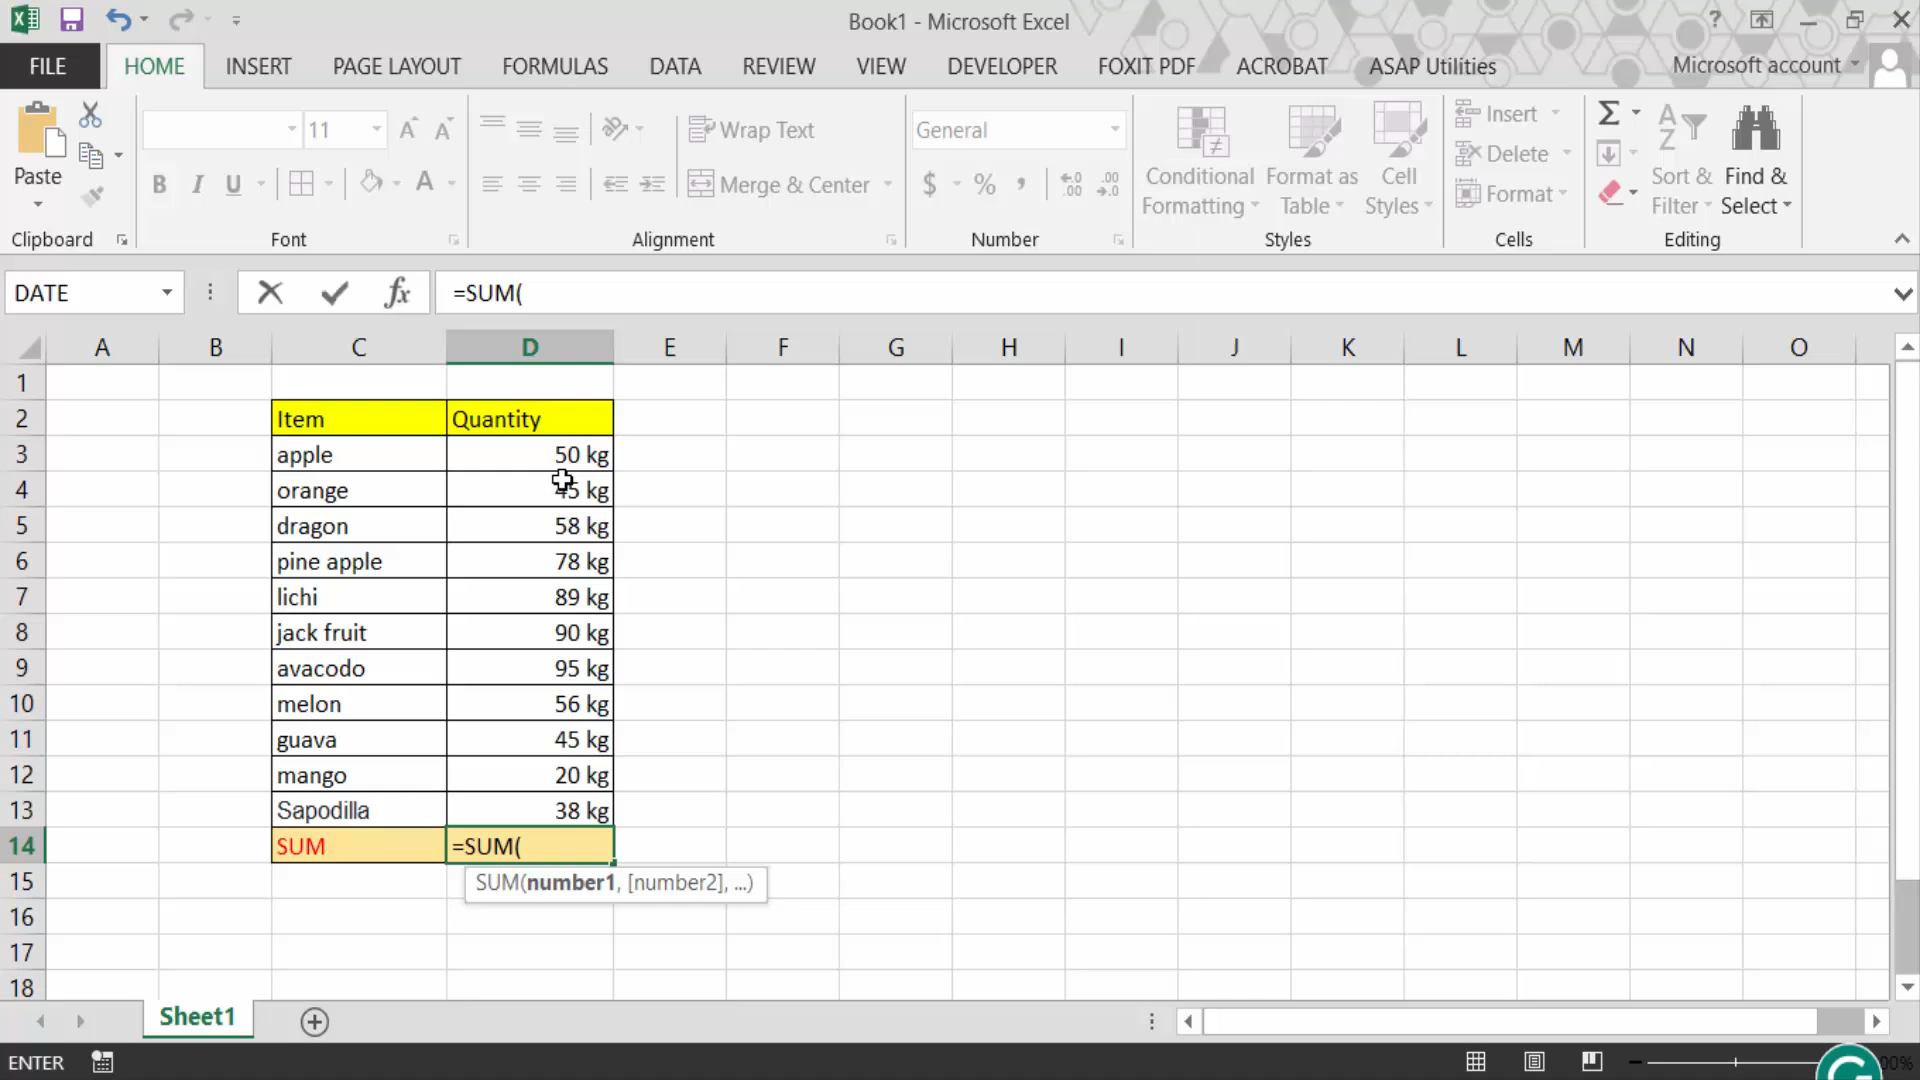 Book1 - Microsoft Excel
?
FILE HOME INSERT PAGE LAYOUT FORMULAS DATA REVIEW VIEW DEVELOPER FOXIT PDF ACROBAT ASAP Utilities Microsoft account
11 A A Wrap Text General Insert
Paste B I U A Merge & Center $ % , Conditional Formatting Format as Table Cell Styles Delete Format Sort & Filter Find & Select
Clipboard Font Alignment Number Styles Cells Editing
DATE fx =SUM(
A B C D E F G H I J K L M N O
1
2 Item Quantity
3 apple 50 kg
4 orange 45 kg
5 dragon 58 kg
6 pine apple 78 kg
7 lichi 89 kg
8 jack fruit 90 kg
9 avacodo 95 kg
10 melon 56 kg
11 guava 45 kg
12 mango 20 kg
13 Sapodilla 38 kg
14 SUM =SUM(
15 SUM(number1, [number2], ...)
16
17
18
Sheet1
ENTER